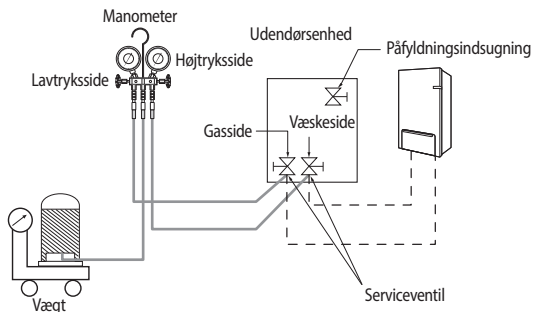 Manometer
Udendørsenhed
Påfyldningsindsugning
Højtryksside
Lavtryksside
Gasside
Væskeside
Serviceventil
Vægt